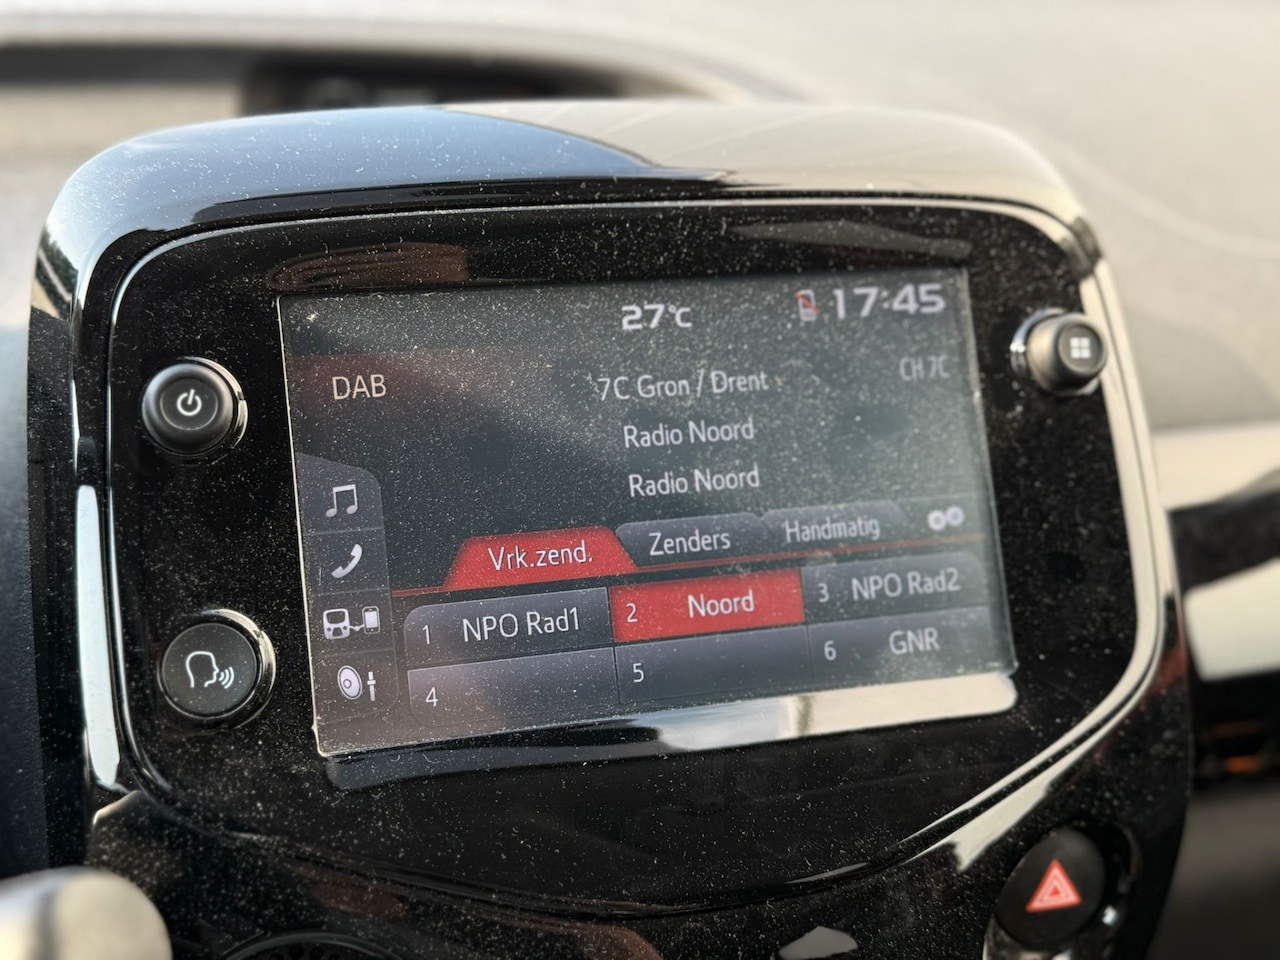 27°C 17:45
DAB 7C Gron / Drent CH 7C
Radio Noord
Radio Noord
Vrk.zend. Zenders Handmatig
1 NPO Rad1 2 Noord 3 NPO Rad2
4 5 6 GNR